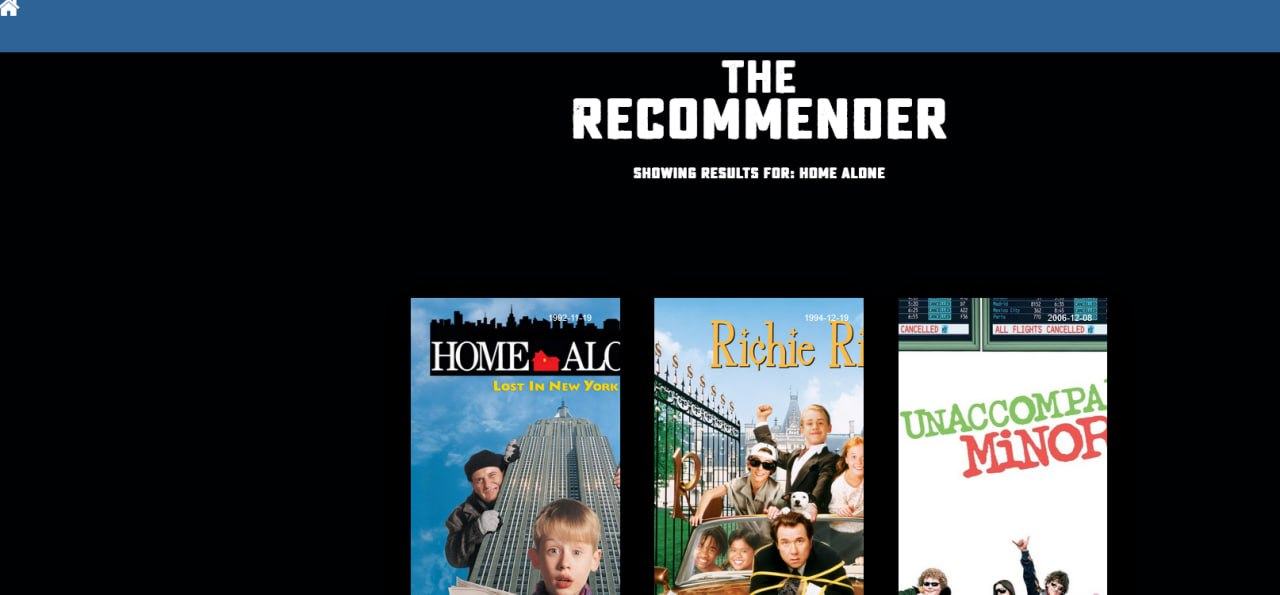 THE
RECOMMENDER
SHOWING RESULTS FOR: HOME ALONE
1992-11-19
HOME ALO
LOST IN NEW YORK
1994-12-19
Richie Ri
2006-12-08
CANCELLED
ALL FLIGHTS CANCELLED
UNACCOMPA
MINOR